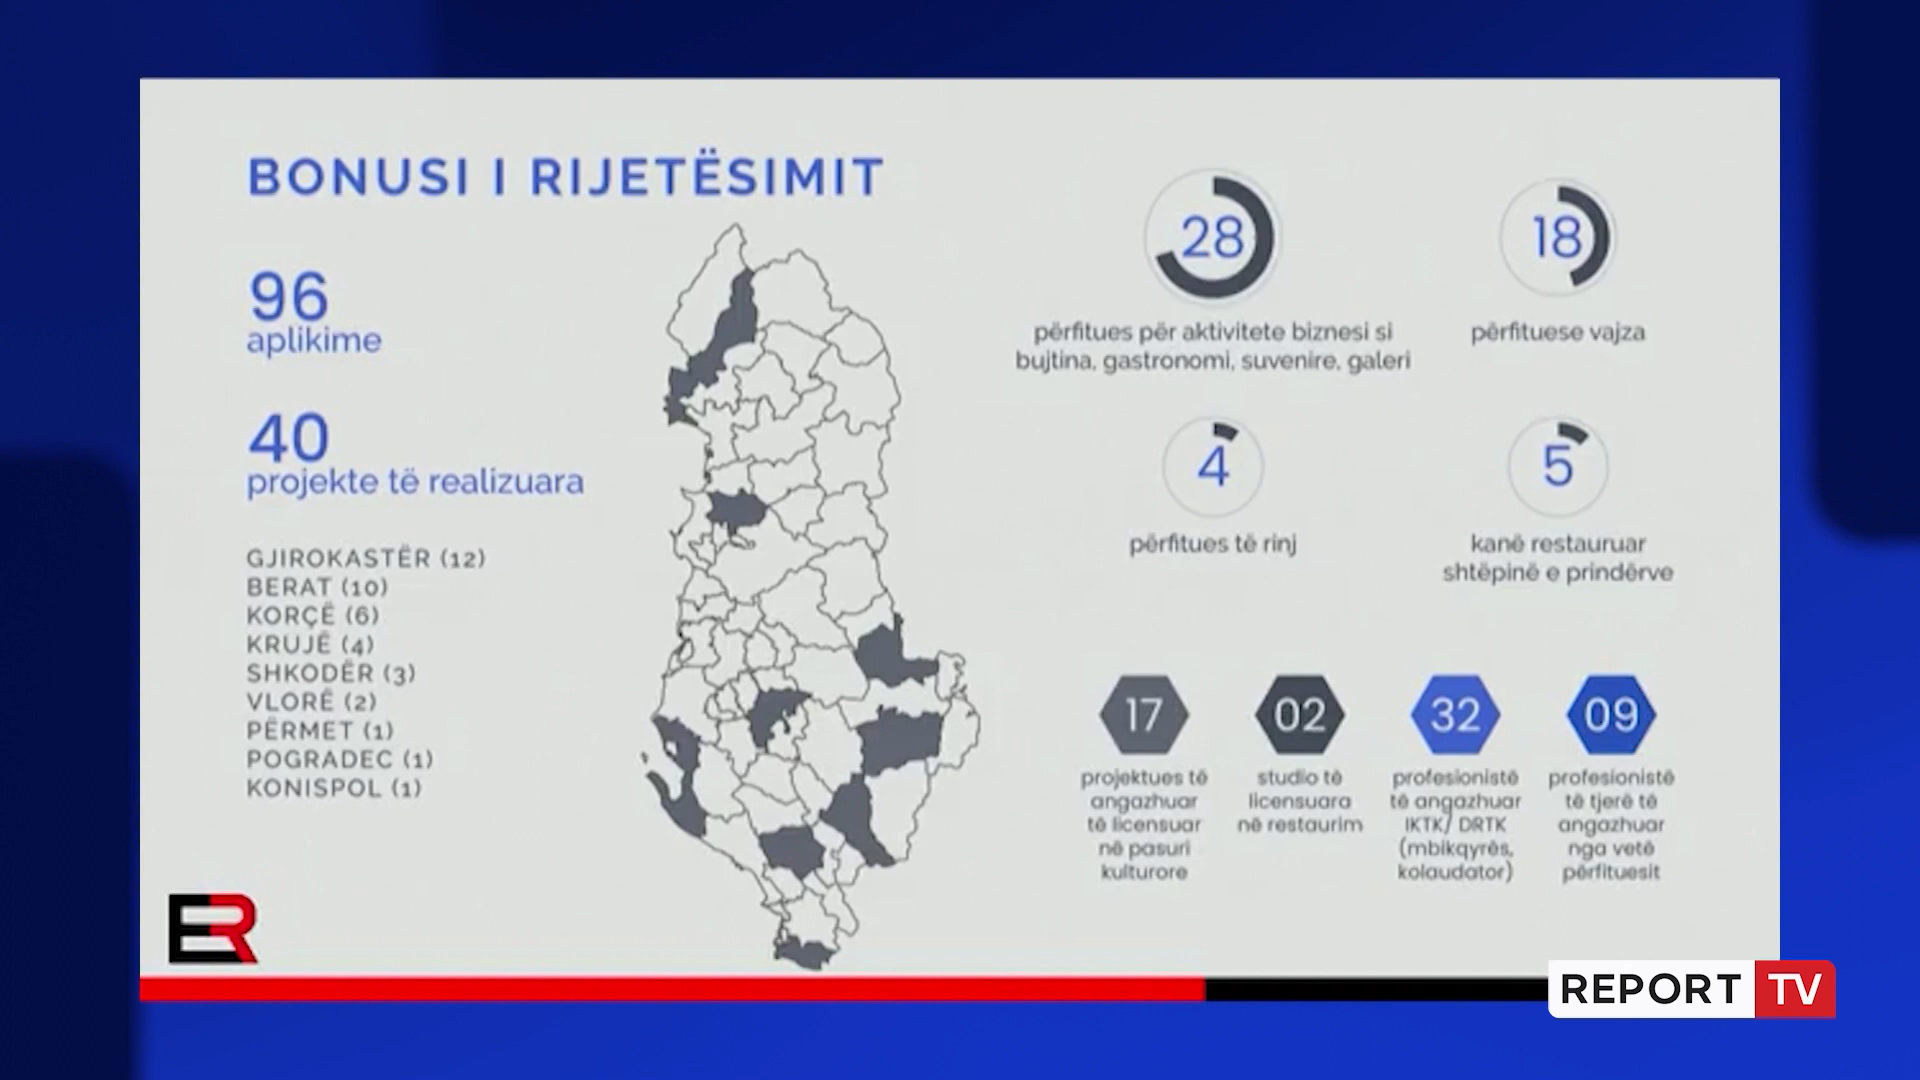 BONUSI I RIJETËSIMIT
96
aplikime
40
projekte të realizuara
GJIROKASTËR (12)
BERAT (10)
KORÇË (6)
KRUJË (4)
SHKODËR (3)
VLORË (2)
PËRMET (1)
POGRADEC (1)
KONISPOL (1)
28
përfitues për aktivitete biznesi si
bujtina, gastronomi, suvenire, galeri
18
përfituese vajza
4
përfitues të rinj
5
kanë restauruar
shtëpinë e prindërve
17
projektues të
angazhuar
të licensuar
në pasuri
kulturore
02
studio të
licensuara
në restaurim
32
profesionistë
të angazhuar
IKTK/ DRTK
(mbikqyrës,
kolaudator)
09
profesionistë
të tjerë të
angazhuar
nga vetë
përfituesit
ER
REPORT TV